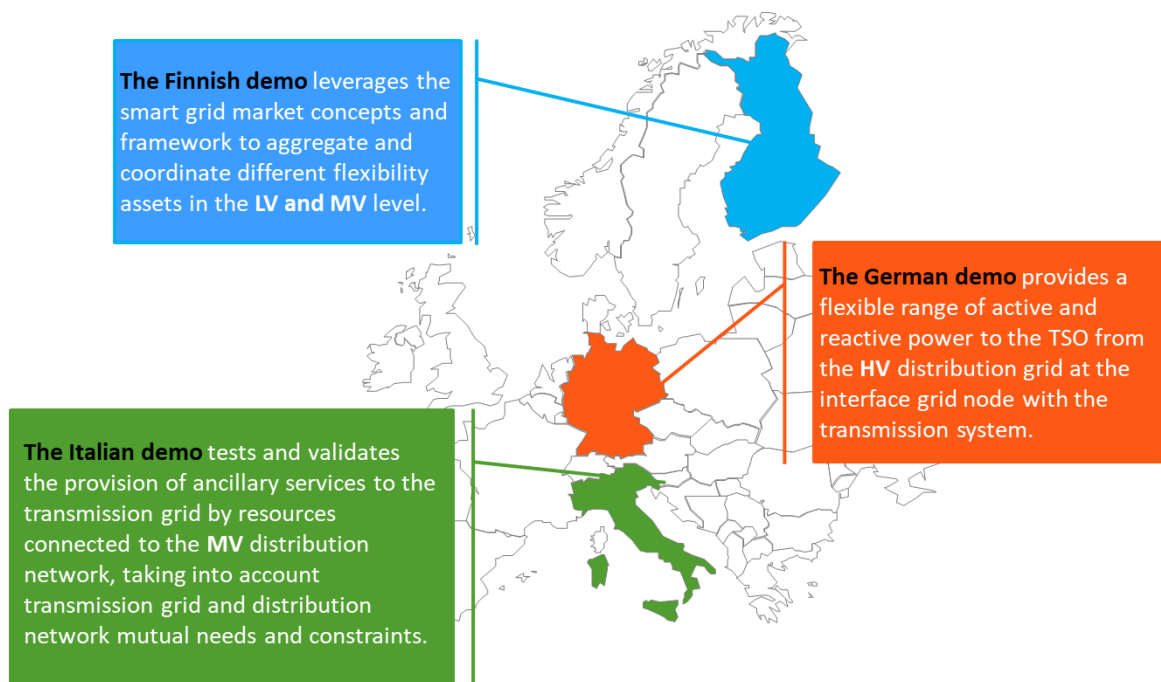 The Finnish demo leverages the
smart grid market concepts and
framework to aggregate and
coordinate different flexibility
assets in the LV and MV level.
The German demo provides a
flexible range of active and
reactive power to the TSO from
the HV distribution grid at the
interface grid node with the
transmission system.
The Italian demo tests and validates
the provision of ancillary services to the
transmission grid by resources
connected to the MV distribution
network, taking into account
transmission grid and distribution
network mutual needs and constraints.